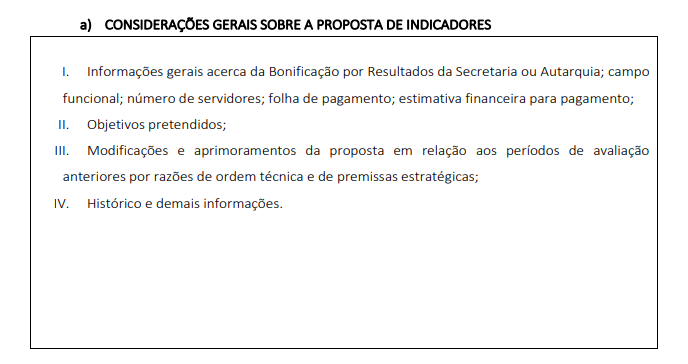 a) CONSIDERAÇÕES GERAIS SOBRE A PROPOSTA DE INDICADORES
I. Informações gerais acerca da Bonificação por Resultados da Secretaria ou Autarquia; campo
funcional; número de servidores; folha de pagamento; estimativa financeira para pagamento;
II. Objetivos pretendidos;
III. Modificações e aprimoramentos da proposta em relação aos períodos de avaliação
anteriores por razões de ordem técnica e de premissas estratégicas;
IV. Histórico e demais informações.